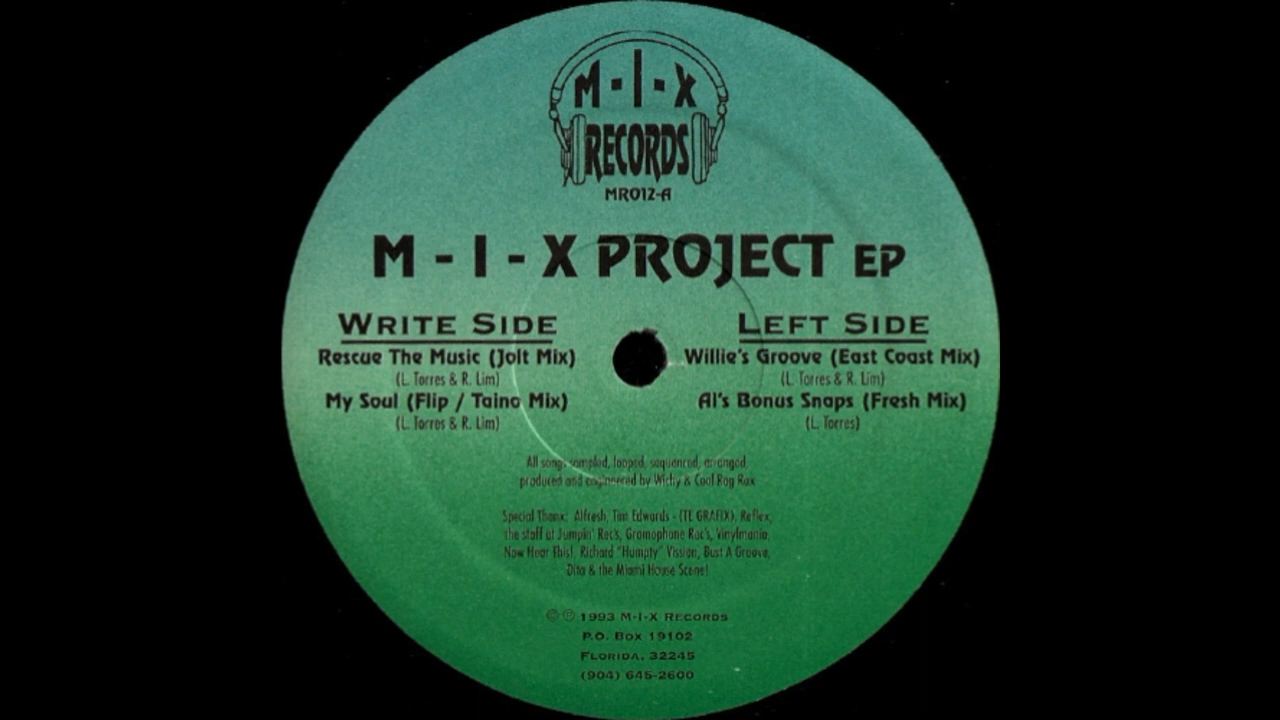 M-I-X
RECORDS
MR012-A
M-I-X PROJECT EP
WRITE SIDE
Rescue The Music (Jolt Mix)
(L. Torres & R. Lim)
My Soul (Flip / Taino Mix)
(L. Torres & R. Lim)
LEFT SIDE
Willie's Groove (East Coast Mix)
(L. Torres & R. Lim)
Al's Bonus Snaps (Fresh Mix)
(L. Torres)
All songs sampled, looped, sequenced, arranged,
produced and engineered by Wichy & Cool Rog Rox
Special Thanx: Alfresh, Tim Edwards - (TE GRAFIX), Reflex,
the staff at Jumpin' Rec's, Gramophone Rec's, Vinylmania,
Now Hear This!, Richard "Humpty" Vission, Bust A Groove,
Dita & the Miami House Scene!
© ℗ 1993 M-I-X RECORDS
P.O. BOX 19102
FLORIDA, 32245
(904) 645-2600